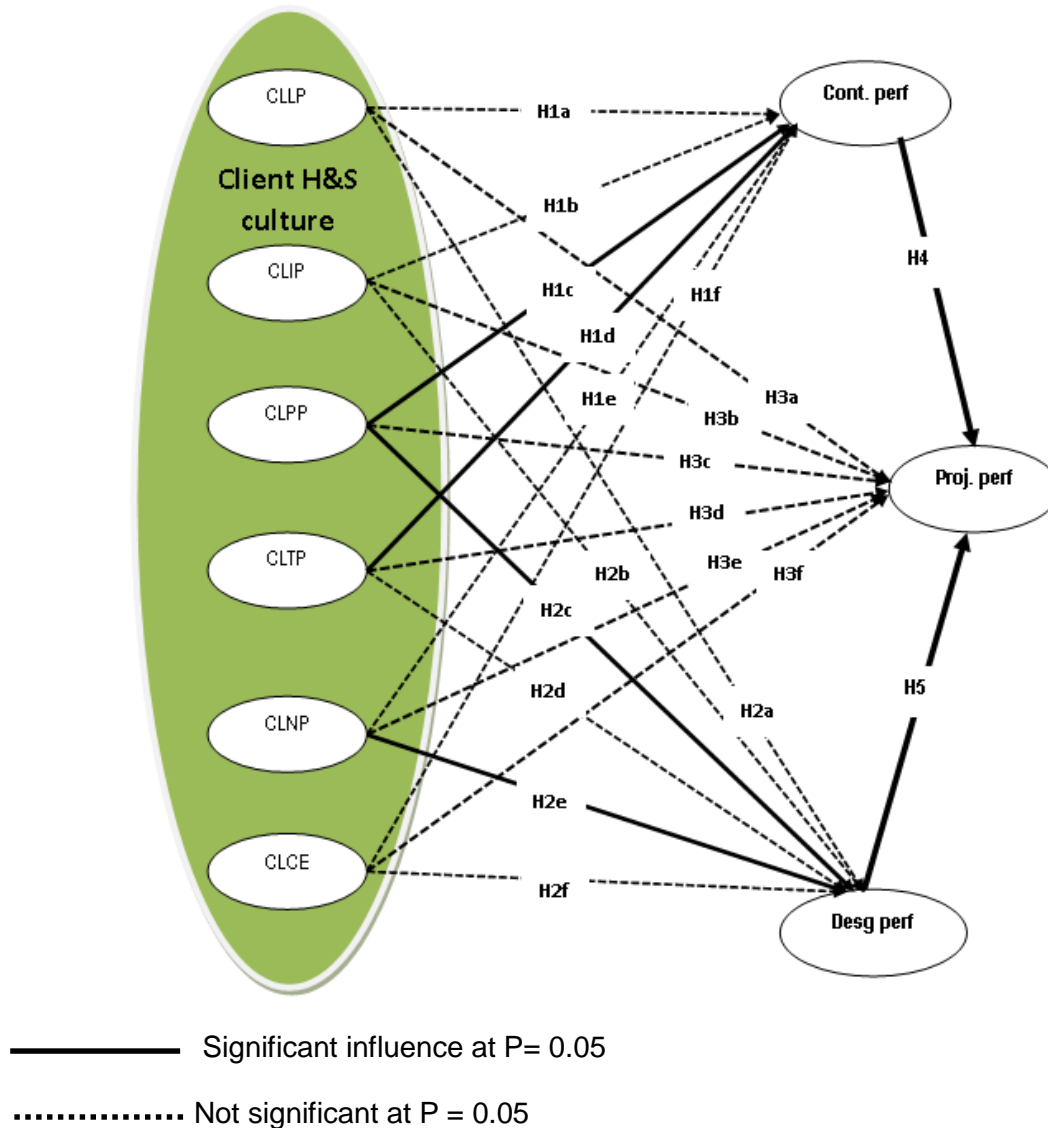 CLLP
Client H&S
culture
CLIP
CLPP
CLTP
CLNP
CLCE
H1a
H1b
H1c
H1d
H1e
H1f
H3a
H3b
H3c
H3d
H3e
H3f
H2b
H2c
H2d
H2a
H2e
H2f
Cont. perf
H4
Proj. perf
H5
Desg perf
Significant influence at P= 0.05
Not significant at P = 0.05